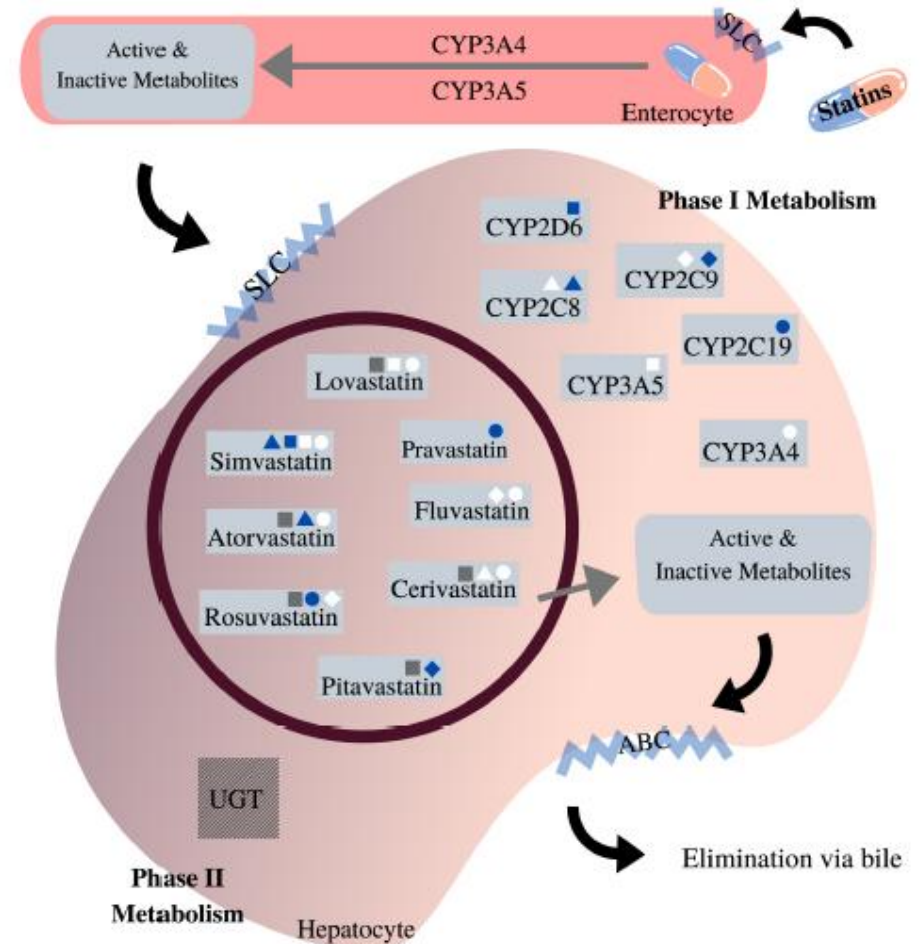 Active &
Inactive Metabolites
CYP3A4
CYP3A5
SLC
Enterocyte
Statins
Phase I Metabolism
SLC
CYP2D6
CYP2C9
CYP2C8
CYP2C19
CYP3A5
CYP3A4
Lovastatin
Simvastatin
Pravastatin
Fluvastatin
Atorvastatin
Cerivastatin
Rosuvastatin
Pitavastatin
Active &
Inactive Metabolites
ABC
UGT
Elimination via bile
Phase II
Metabolism
Hepatocyte